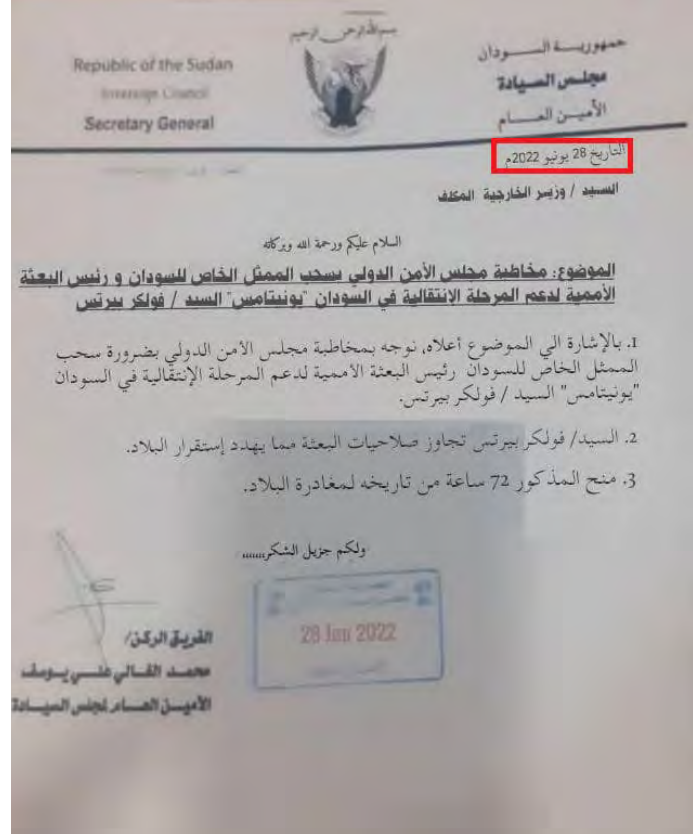 بسم الله الرحمن الرحيم
جمهورية السودان
مجلس السيادة
الأمين العام
Republic of the Sudan
Sovereign Council
Secretary General
التاريخ 28 يونيو 2022م
السيد / وزير الخارجية المكلف
السلام عليكم ورحمة الله وبركاته
الموضوع: مخاطبة مجلس الأمن الدولي بسحب الممثل الخاص للسودان و رئيس البعثة
الأممية لدعم المرحلة الإنتقالية في السودان "يونيتامس" السيد / فولكر بيرتس
1. بالإشارة الي الموضوع أعلاه، نوجه بمخاطبة مجلس الأمن الدولي بضرورة سحب
الممثل الخاص للسودان رئيس البعثة الأممية لدعم المرحلة الإنتقالية في السودان
"يونيتامس" السيد / فولكر بيرتس.
2. السيد/ فولكر بيرتس تجاوز صلاحيات البعثة مما يهدد إستقرار البلاد.
3. منح المذكور 72 ساعة من تاريخه لمغادرة البلاد.
ولكم جزيل الشكر،،،،،،،
28 Jun 2022
الفريق الركن/
محمد الغالي علي يوسف
الأمين العام لمجلس السيادة